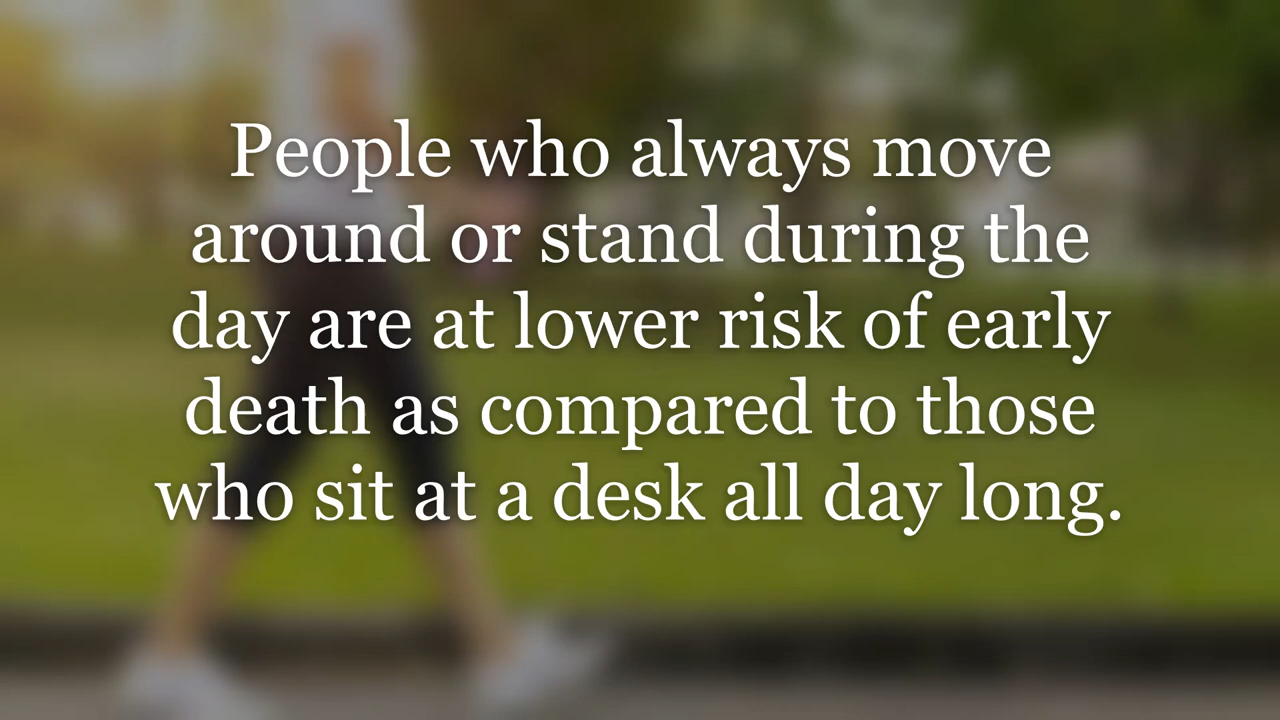 People who always move
around or stand during the
day are at lower risk of early
death as compared to those
who sit at a desk all day long.